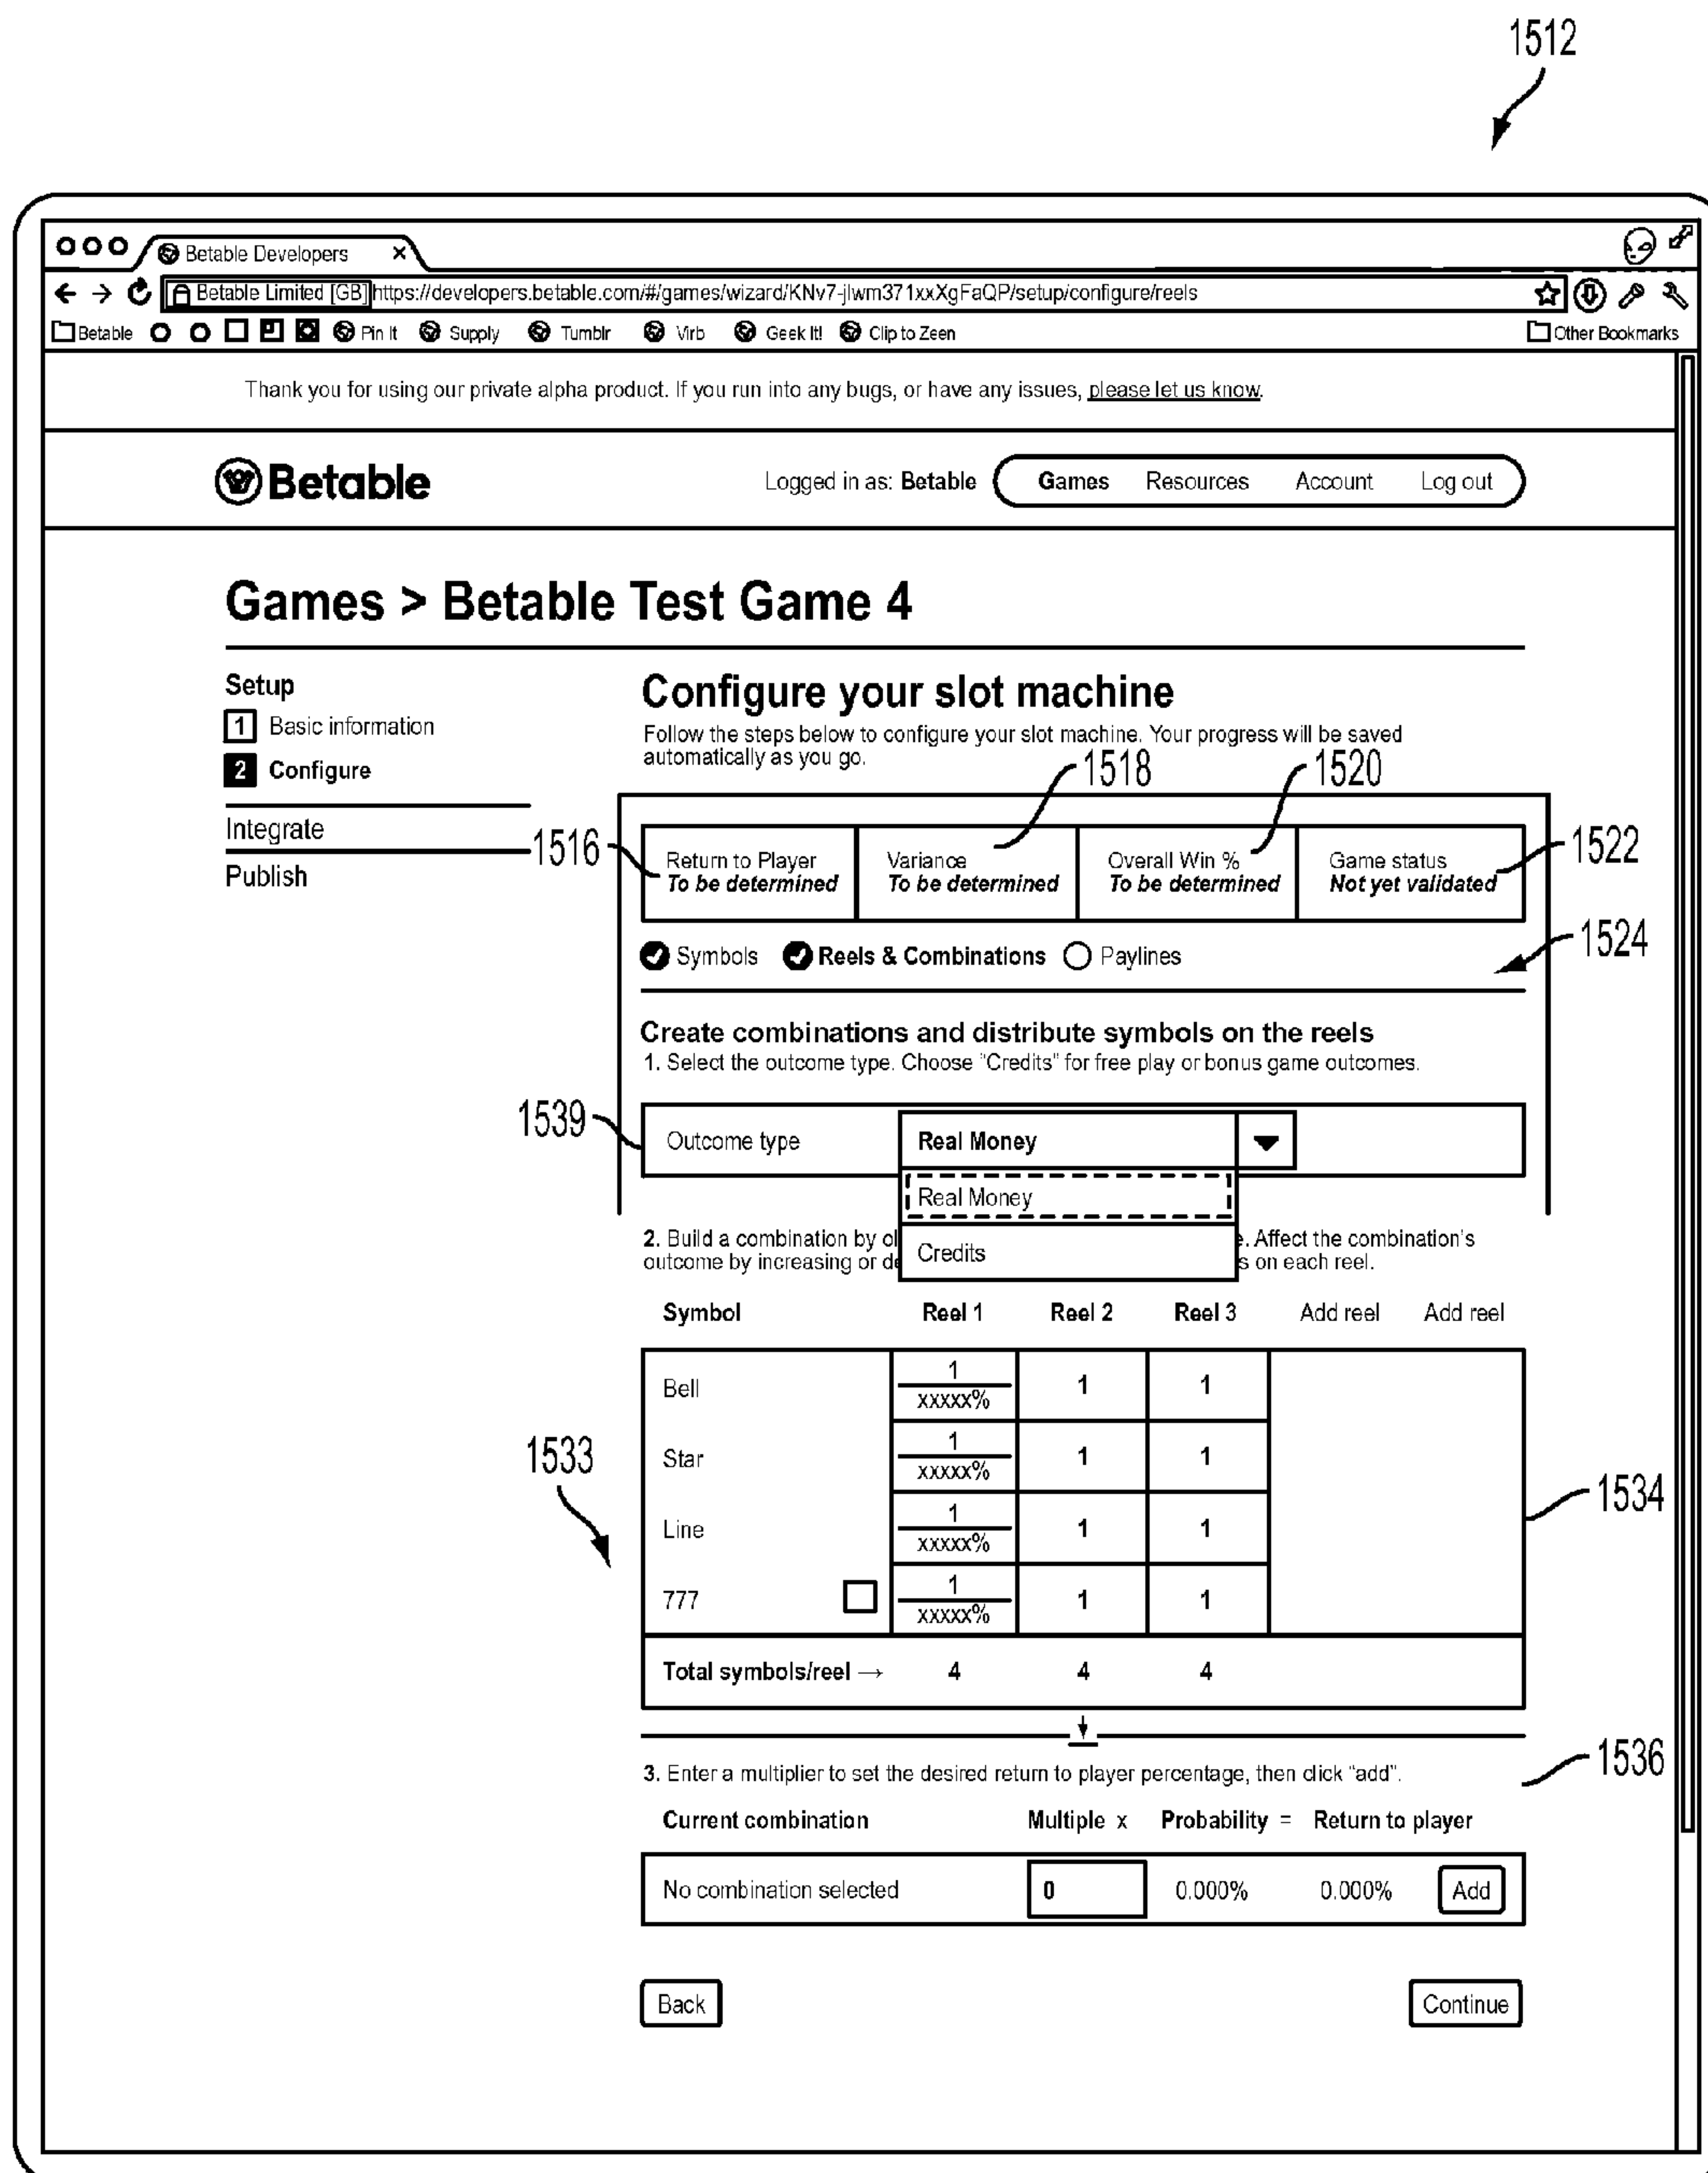 1512
Betable Developers x
Betable Limited [GB] https://developers.betable.com/#/games/wizard/KNv7-jlwm371xxXgFaQP/setup/configure/reels
Betable Pin It Supply Tumblr Virb Geek It! Clip to Zeen Other Bookmarks
Thank you for using our private alpha product. If you run into any bugs, or have any issues, please let us know.
Betable Logged in as: Betable Games Resources Account Log out
Games > Betable Test Game 4
Setup
1 Basic information
2 Configure
Integrate
Publish
Configure your slot machine
Follow the steps below to configure your slot machine. Your progress will be saved
automatically as you go.
1518 1520
1516 1522
Return to Player Variance Overall Win % Game status
To be determined To be determined To be determined Not yet validated
1524
Symbols Reels & Combinations Paylines
Create combinations and distribute symbols on the reels
1. Select the outcome type. Choose "Credits" for free play or bonus game outcomes.
1539
Outcome type Real Money
Real Money
Credits
2. Build a combination by . Affect the combination's
outcome by increasing or on each reel.
Symbol Reel 1 Reel 2 Reel 3 Add reel Add reel
Bell 1 1 1
xxxxx%
1533
Star 1 1 1
xxxxx%
1534
Line 1 1 1
xxxxx%
777 1 1 1
xxxxx%
Total symbols/reel → 4 4 4
1536
3. Enter a multiplier to set the desired return to player percentage, then click "add".
Current combination Multiple x Probability = Return to player
No combination selected 0 0.000% 0.000% Add
Back Continue